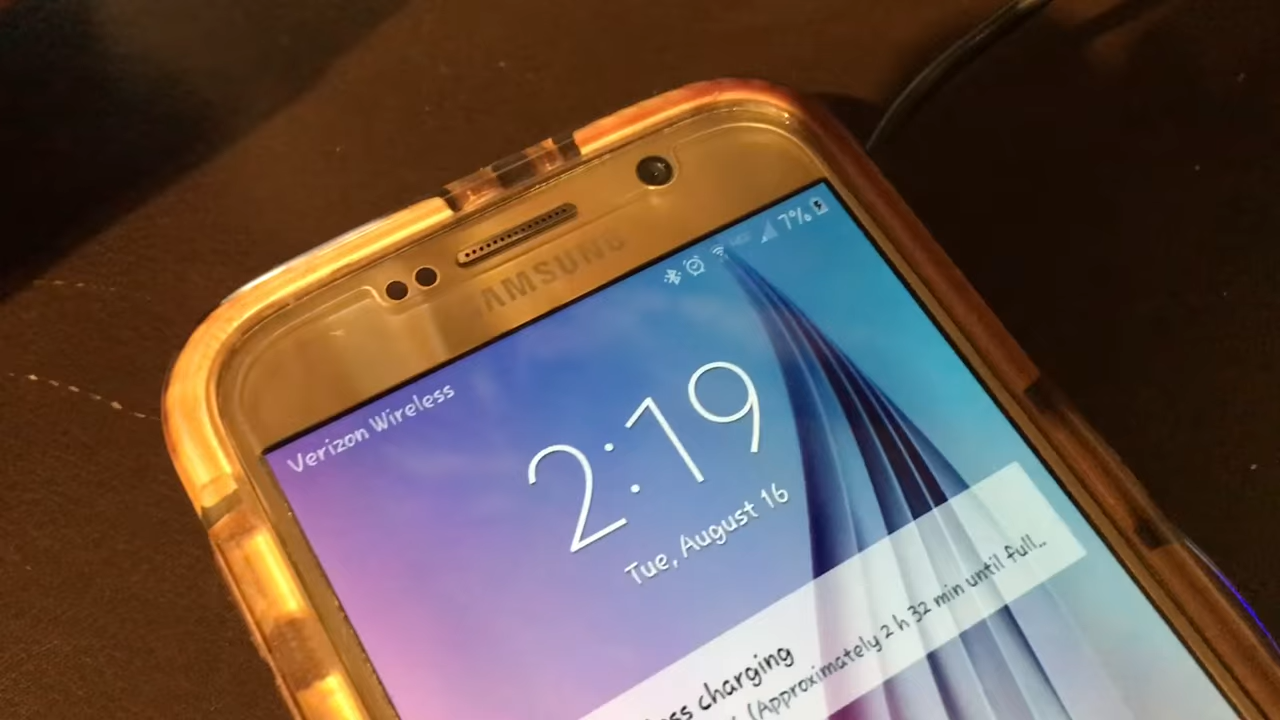 SAMSUNG
7%
Verizon Wireless
2:19
Tue, August 16
charging
(Approximately 2 h 32 min until full...